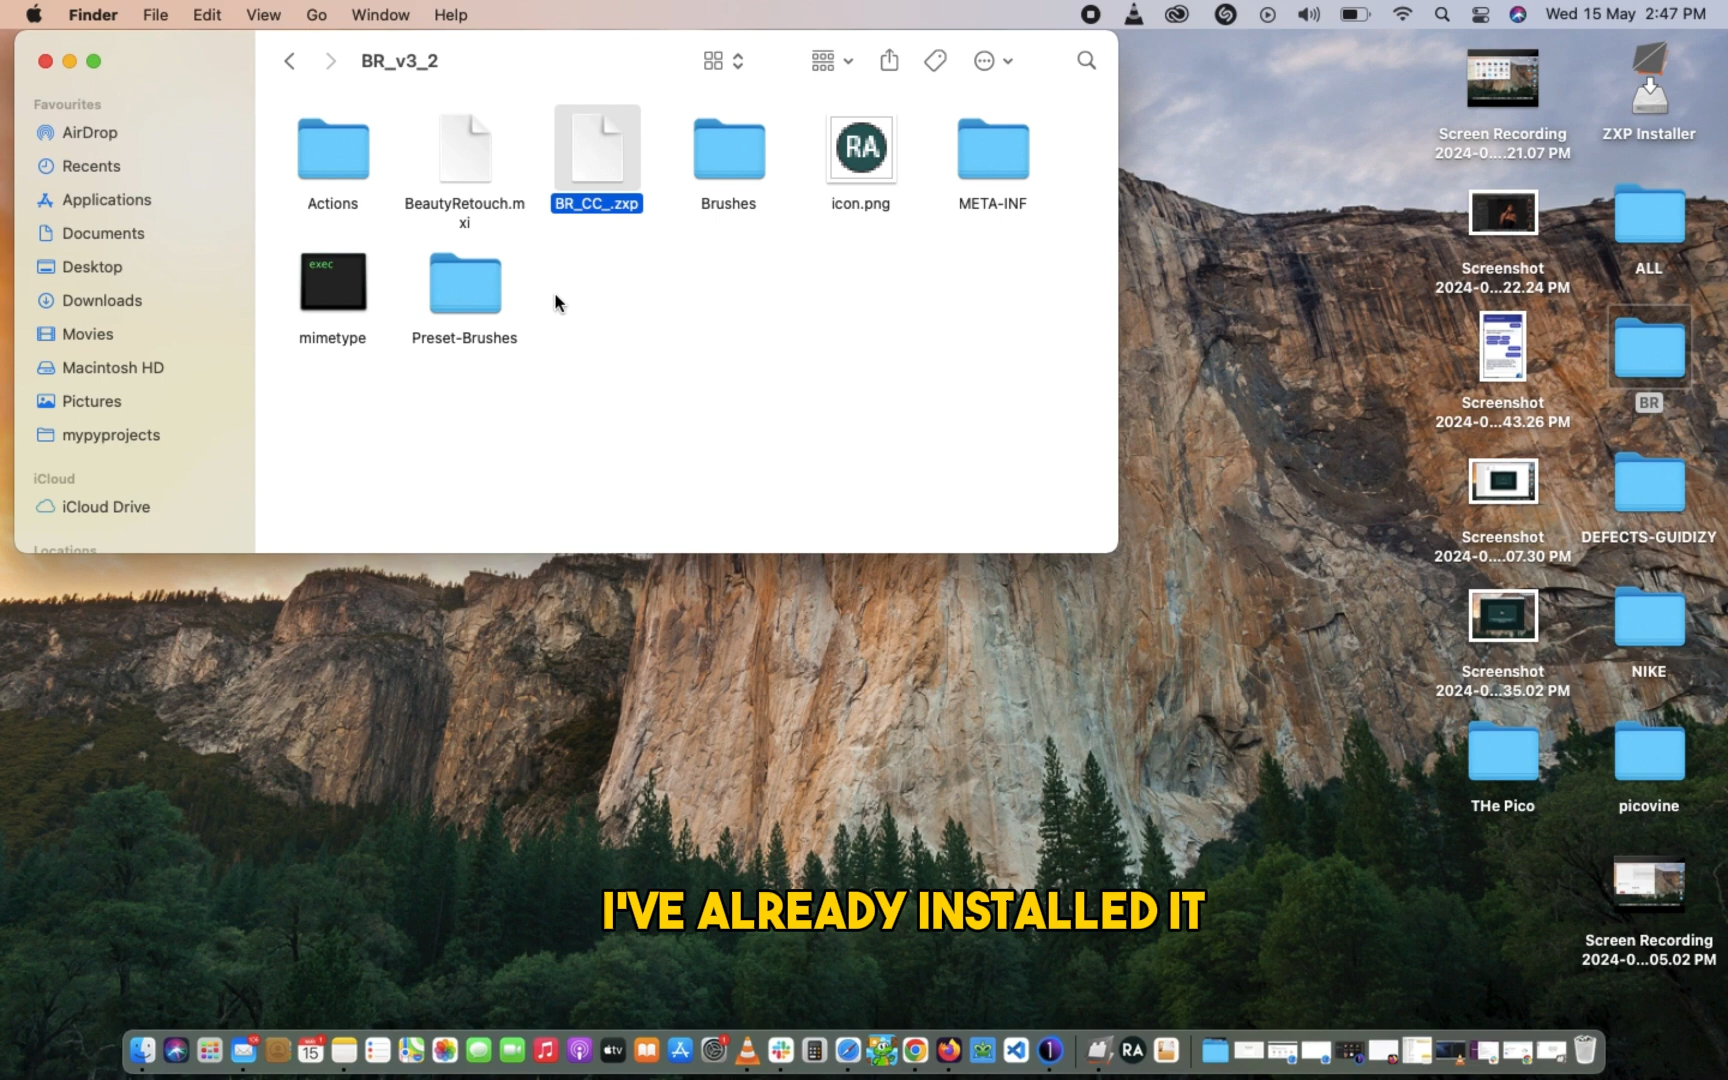 Finder File Edit View Go Window Help Wed 15 May 2:47 PM
BR_v3_2
Favourites
AirDrop
Recents
Applications
Documents
Desktop
Downloads
Movies
Macintosh HD
Pictures
mypyprojects
iCloud
iCloud Drive
Locations
Actions
BeautyRetouch.m
xi
BR_CC_.zxp
Brushes
RA
icon.png
META-INF
exec
mimetype
Preset-Brushes
Screen Recording
2024-0....21.07 PM
ZXP Installer
Screenshot
2024-0...22.24 PM
ALL
Screenshot
2024-0...43.26 PM
BR
Screenshot
2024-0....07.30 PM
DEFECTS-GUIDIZY
Screenshot
2024-0...35.02 PM
NIKE
THe Pico
picovine
Screen Recording
2024-0...05.02 PM
I'VE ALREADY INSTALLED IT
15
tv
RA